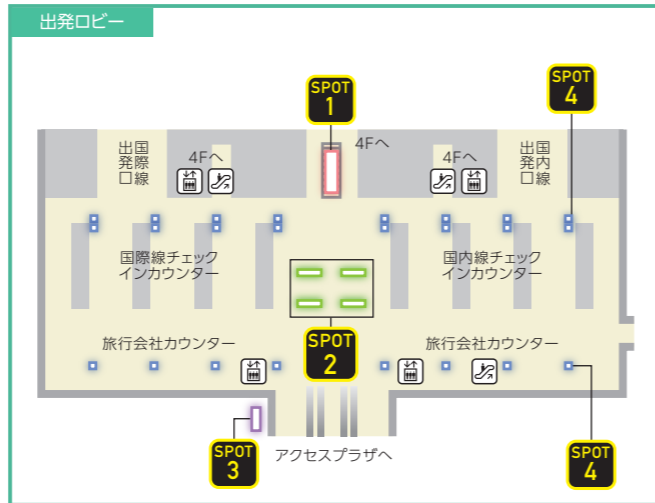 出発ロビー
SPOT
1
SPOT
4
国際線
出発口
4Fへ
4Fへ
4Fへ
国内線
出発口
国際線チェック
インカウンター
国内線チェック
インカウンター
旅行会社カウンター
旅行会社カウンター
SPOT
2
SPOT
3
アクセスプラザへ
SPOT
4